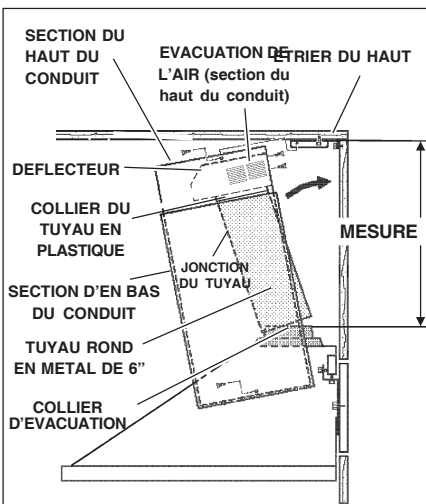 SECTION DU
HAUT DU
CONDUIT
EVACUATION DE
L'AIR (section du
haut du conduit)
ETRIER DU HAUT
DEFLECTEUR
COLLIER DU
TUYAU EN
PLASTIQUE
MESURE
JONCTION
DU TUYAU
SECTION D'EN BAS
DU CONDUIT
TUYAU ROND
EN METAL DE 6”
COLLIER
D'EVACUATION